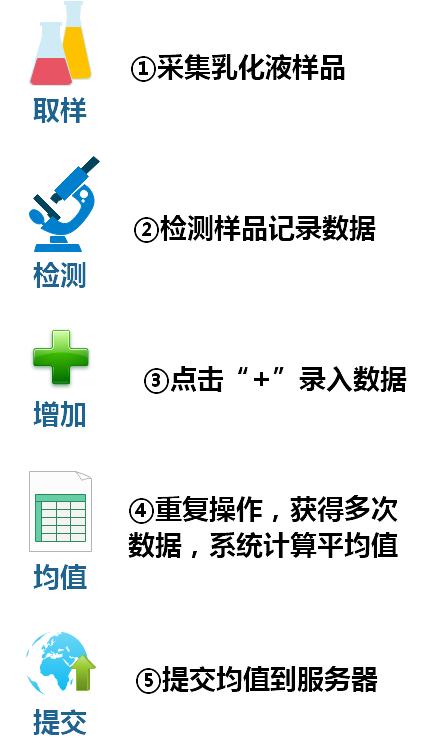 ①采集乳化液样品
取样
②检测样品记录数据
检测
③点击“+”录入数据
增加
④重复操作，获得多次
数据，系统计算平均值
均值
⑤提交均值到服务器
提交